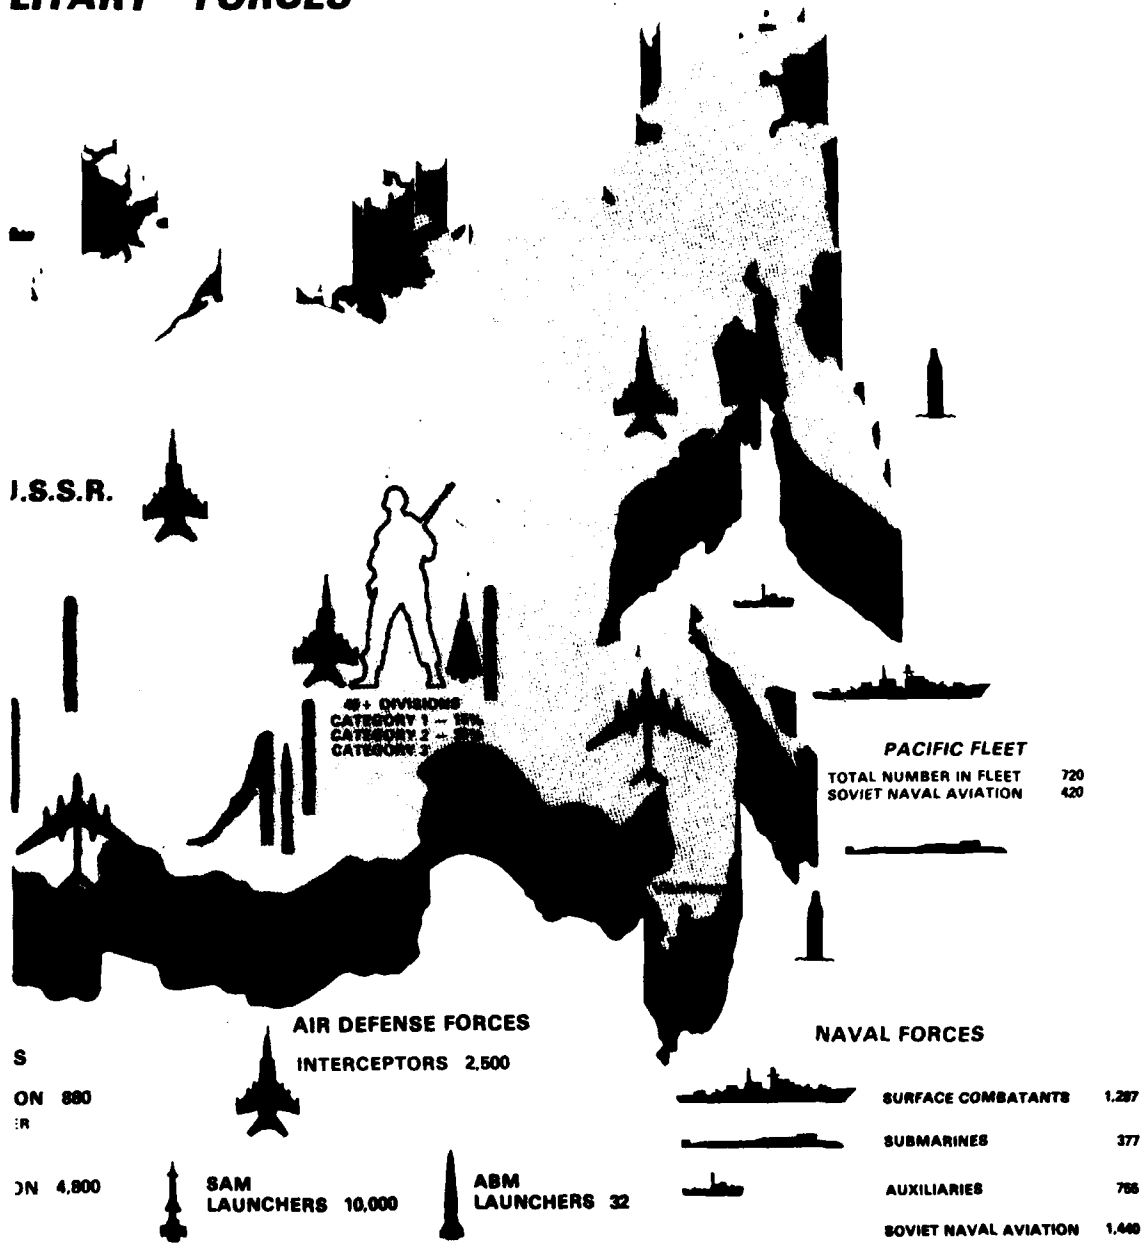 LITARY FORCES
.S.S.R.
DIVISIONS
CATEGORY 1 –
CATEGORY 2 –
CATEGORY 3
PACIFIC FLEET
TOTAL NUMBER IN FLEET 720
SOVIET NAVAL AVIATION 420
AIR DEFENSE FORCES
INTERCEPTORS 2,500
S
ON 880
ER
ON 4,800
SAM
LAUNCHERS 10,000
ABM
LAUNCHERS 32
NAVAL FORCES
SURFACE COMBATANTS 1,297
SUBMARINES 377
AUXILIARIES
SOVIET NAVAL AVIATION 1,440